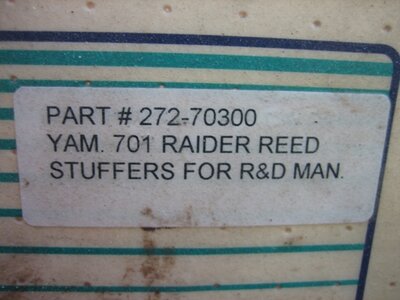 PART # 272-70300
YAM. 701 RAIDER REED
STUFFERS FOR R&D MAN.